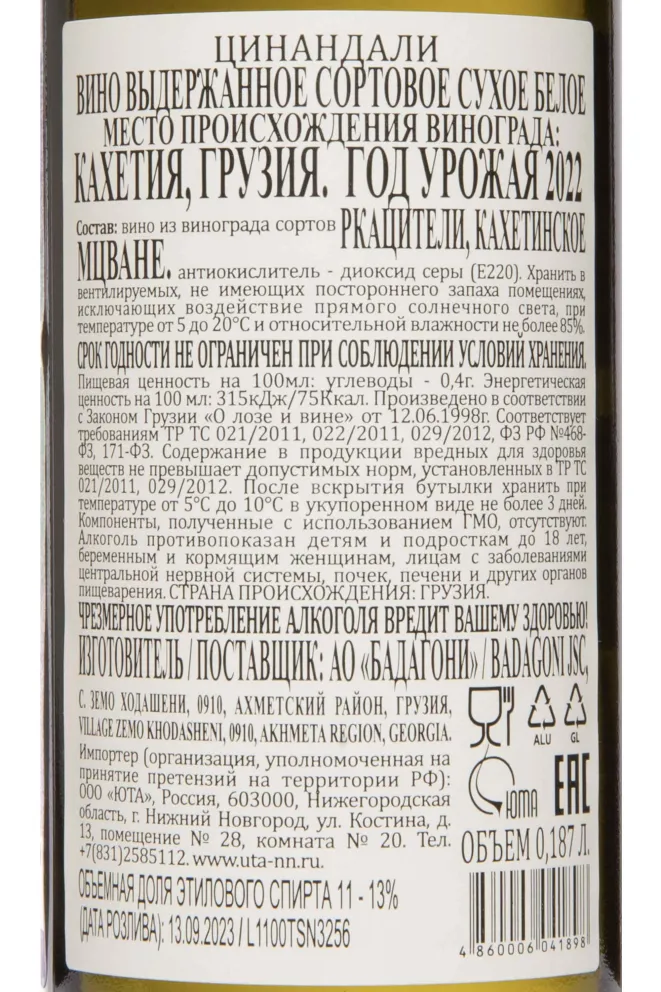 ЦИНАНДАЛИ
ВИНО ВЫДЕРЖАННОЕ СОРТОВОЕ СУХОЕ БЕЛОЕ
МЕСТО ПРОИСХОЖДЕНИЯ ВИНОГРАДА:
КАХЕТИЯ, ГРУЗИЯ. ГОД УРОЖАЯ 2022
Состав: вино из винограда сортов РКАЦИТЕЛИ, КАХЕТИНСКОЕ
МЦВАНЕ. антиокислитель - диоксид серы (Е220). Хранить в
вентилируемых, не имеющих постороннего запаха помещениях,
исключающих воздействие прямого солнечного света, при
температуре от 5 до 20°С и относительной влажности не более 85%.
СРОК ГОДНОСТИ НЕ ОГРАНИЧЕН ПРИ СОБЛЮДЕНИИ УСЛОВИЙ ХРАНЕНИЯ.
Пищевая ценность на 100мл: углеводы - 0,4г. Энергетическая
ценность на 100 мл: 315кДж/75Ккал. Произведено в соответствии
с Законом Грузии «О лозе и вине» от 12.06.1998г. Соответствует
требованиям ТР ТС 021/2011, 022/2011, 029/2012, ФЗ РФ №468-
ФЗ, 171-ФЗ. Содержание в продукции вредных для здоровья
веществ не превышает допустимых норм, установленных в ТР ТС
021/2011, 029/2012. После вскрытия бутылки хранить при
температуре от 5°С до 10°С в укупоренном виде не более 3 дней.
Компоненты, полученные с использованием ГМО, отсутствуют.
Алкоголь противопоказан детям и подросткам до 18 лет,
беременным и кормящим женщинам, лицам с заболеваниями
центральной нервной системы, почек, печени и других органов
пищеварения. СТРАНА ПРОИСХОЖДЕНИЯ: ГРУЗИЯ.
ЧРЕЗМЕРНОЕ УПОТРЕБЛЕНИЕ АЛКОГОЛЯ ВРЕДИТ ВАШЕМУ ЗДОРОВЬЮ!
ИЗГОТОВИТЕЛЬ / ПОСТАВЩИК: АО «БАДАГОНИ» / BADAGONI JSC,
С. ЗЕМО ХОДАШЕНИ, 0910, АХМЕТСКИЙ РАЙОН, ГРУЗИЯ,
VILLAGE ZEMO KHODASHENI, 0910, AKHMETA REGION, GEORGIA.
Импортер (организация, уполномоченная на
принятие претензий на территории РФ):
ООО «ЮТА», Россия, 603000, Нижегородская
область, г. Нижний Новгород, ул. Костина, д.
13, помещение № 28, комната № 20. Тел.
+7(831)2585112. www.uta-nn.ru.
ALU GL
ЮТА EAC
ОБЪЕМ 0,187 Л.
ОБЪЕМНАЯ ДОЛЯ ЭТИЛОВОГО СПИРТА 11 - 13%
(ДАТА РОЗЛИВА): 13.09.2023 / L1100TSN3256
4 860006 041898